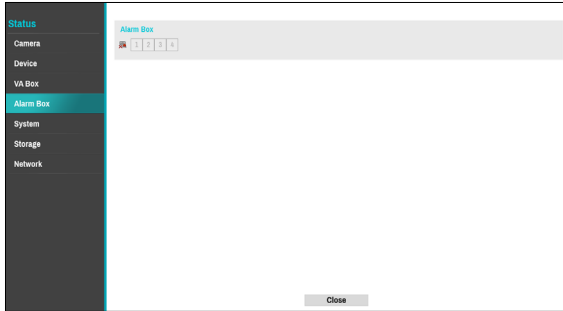 Status
Camera
Device
VA Box
Alarm Box
System
Storage
Network
Alarm Box
1 2 3 4
Close